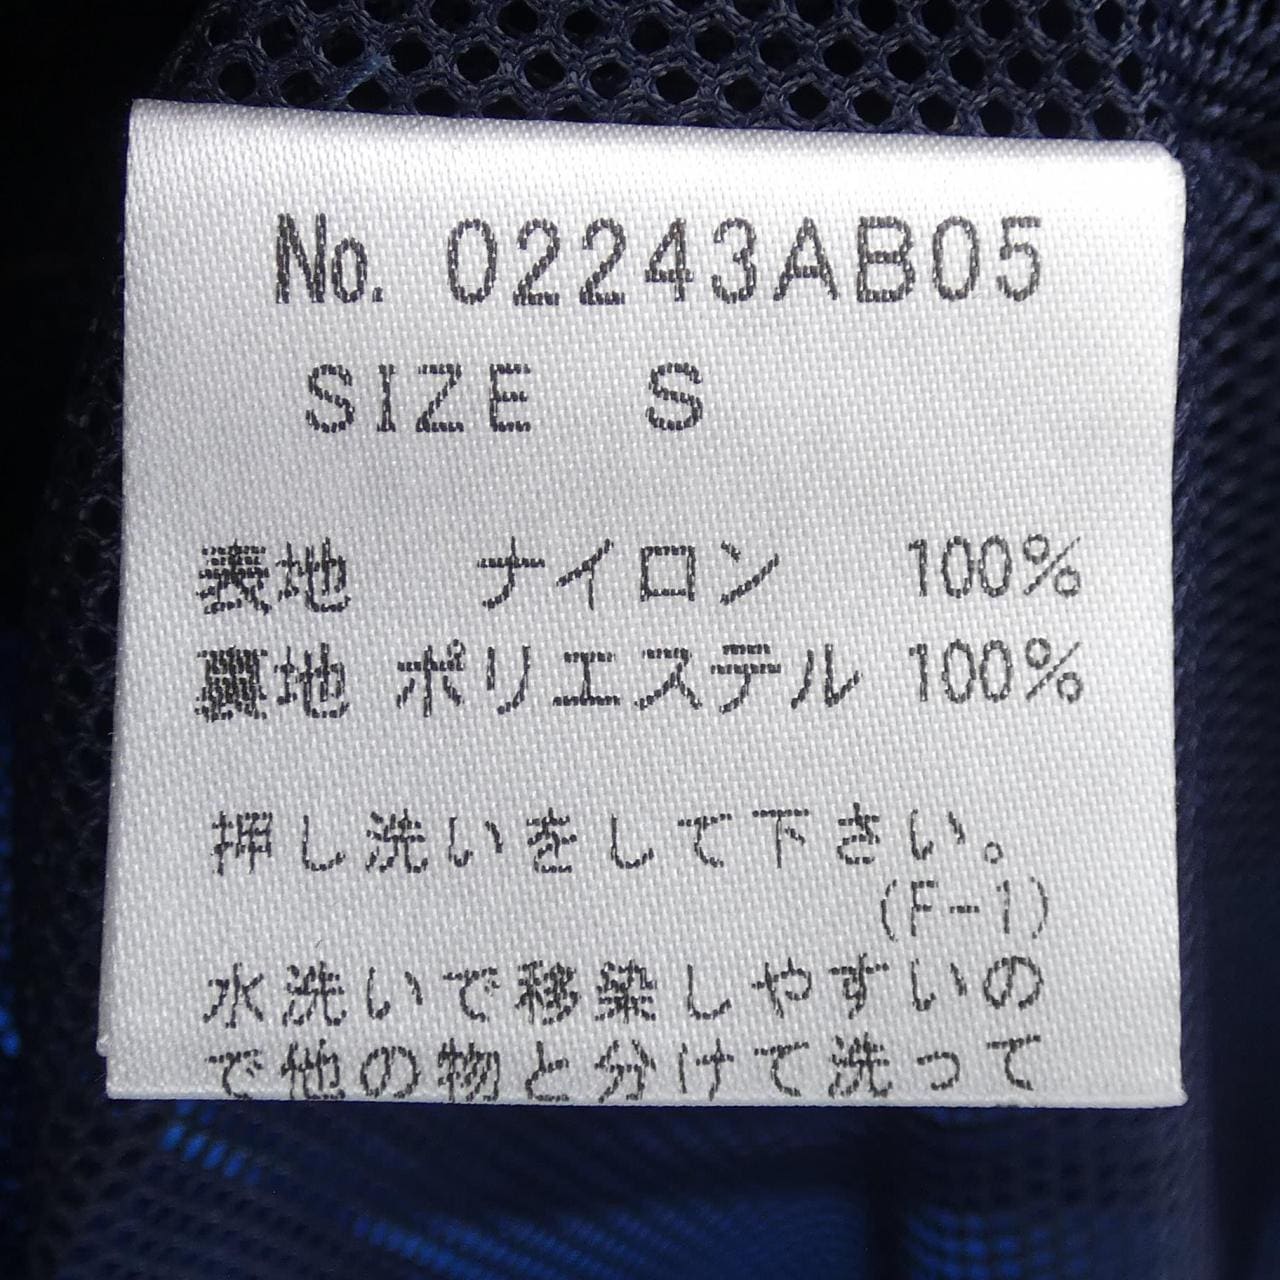 No. 02243AB05
SIZE S
表地 ナイロン 100%
裏地 ポリエステル 100%
押し洗いをして下さい。
(F-1)
水洗いで移染しやすいの
で他の物と分けて洗って